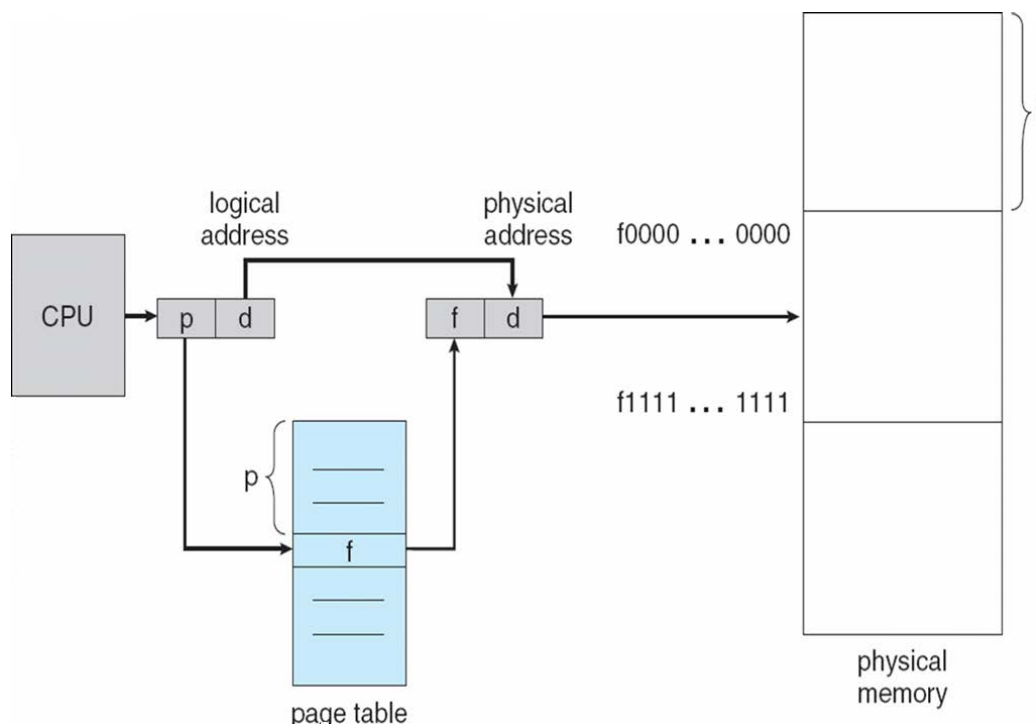 logical
address
physical
address
f0000 ... 0000
CPU
p d
f d
f1111 ... 1111
p
f
physical
memory
page table